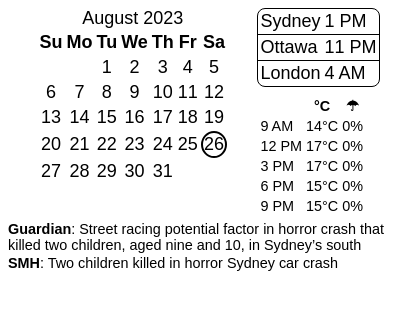 August 2023
Su Mo Tu We Th Fr Sa
1 2 3 4 5
6 7 8 9 10 11 12
13 14 15 16 17 18 19
20 21 22 23 24 25 26
27 28 29 30 31
Sydney 1 PM
Ottawa 11 PM
London 4 AM
°C ☂
9 AM 14°C 0%
12 PM 17°C 0%
3 PM 17°C 0%
6 PM 15°C 0%
9 PM 15°C 0%
Guardian: Street racing potential factor in horror crash that
killed two children, aged nine and 10, in Sydney’s south
SMH: Two children killed in horror Sydney car crash